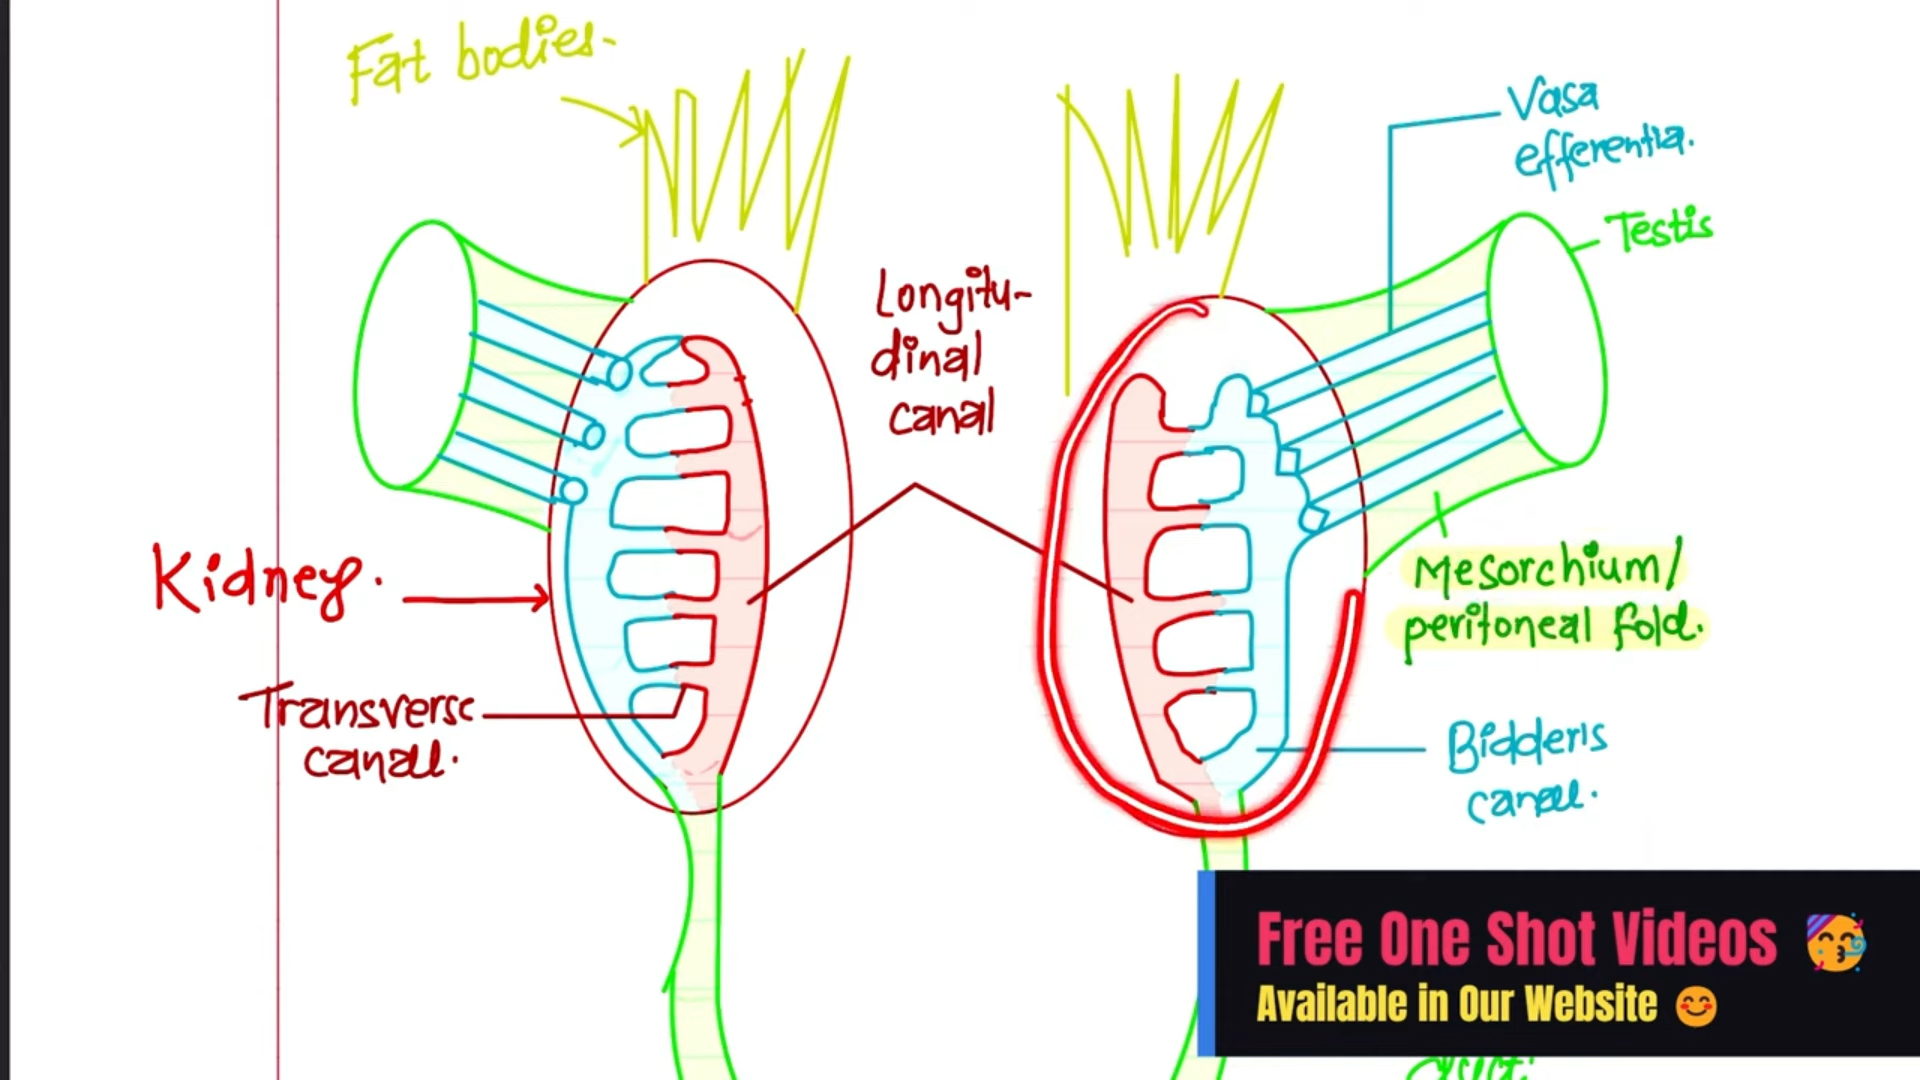 Fat bodies.
Vasa
efferentia.
Testis
Longitu-
dinal
canal
Kidney.
Mesorchium/
peritoneal fold.
Transverse
canal.
Bidder's
canal.
Free One Shot Videos 🥳
Available in Our Website 😊